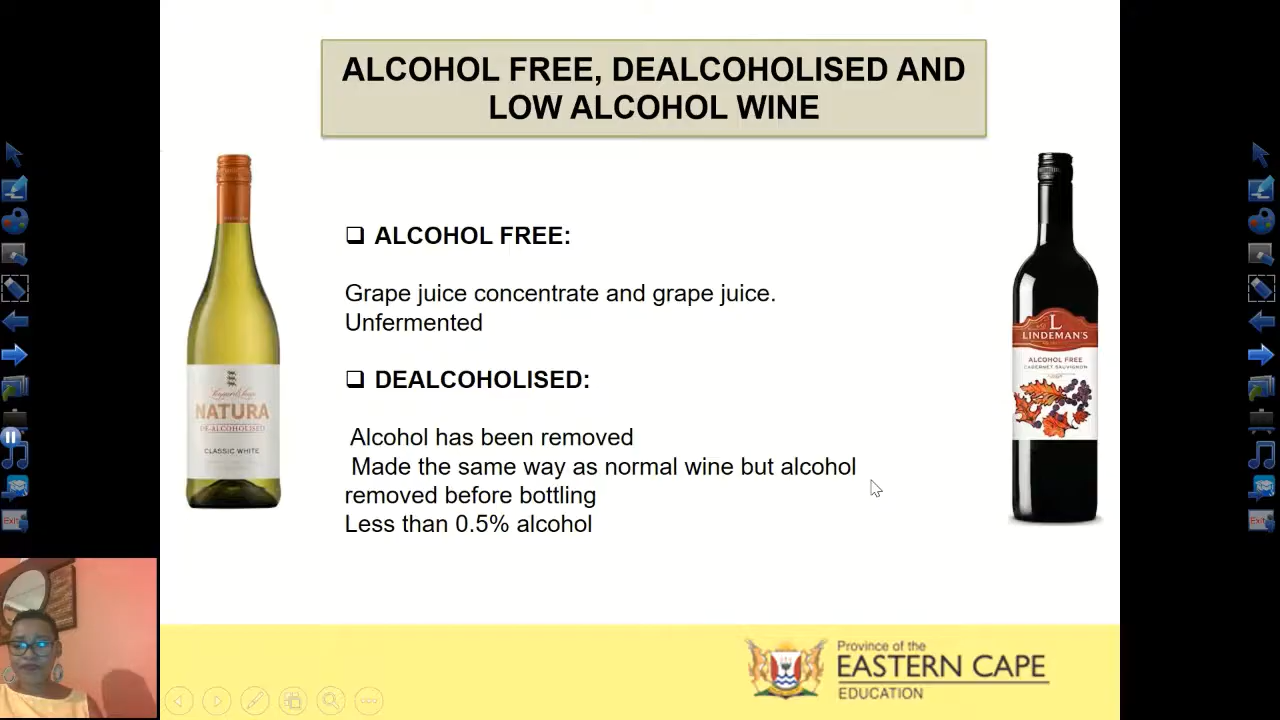 ALCOHOL FREE, DEALCOHOLISED AND
LOW ALCOHOL WINE
❑ ALCOHOL FREE:
Grape juice concentrate and grape juice.
Unfermented
❑ DEALCOHOLISED:
Alcohol has been removed
Made the same way as normal wine but alcohol
removed before bottling
Less than 0.5% alcohol
NATURA
DE-ALCOHOLISED
CLASSIC WHITE
L
LINDEMAN'S
ALCOHOL FREE
CABERNET SAUVIGNON
Province of the
EASTERN CAPE
EDUCATION
Exit
Exit